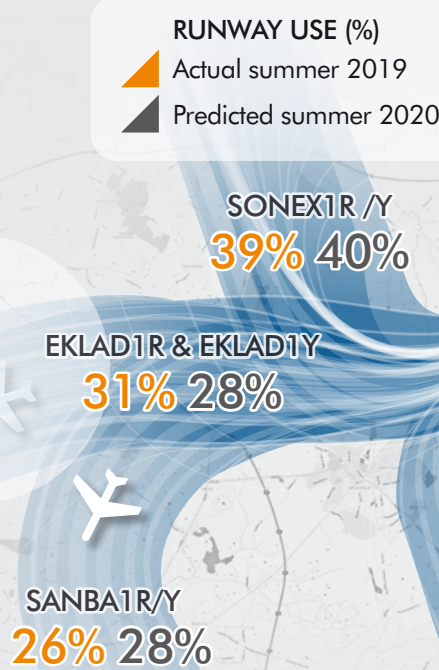 RUNWAY USE (%)
Actual summer 2019
Predicted summer 2020
SONEX1R /Y
39% 40%
EKLAD1R & EKLAD1Y
31% 28%
SANBA1R/Y
26% 28%